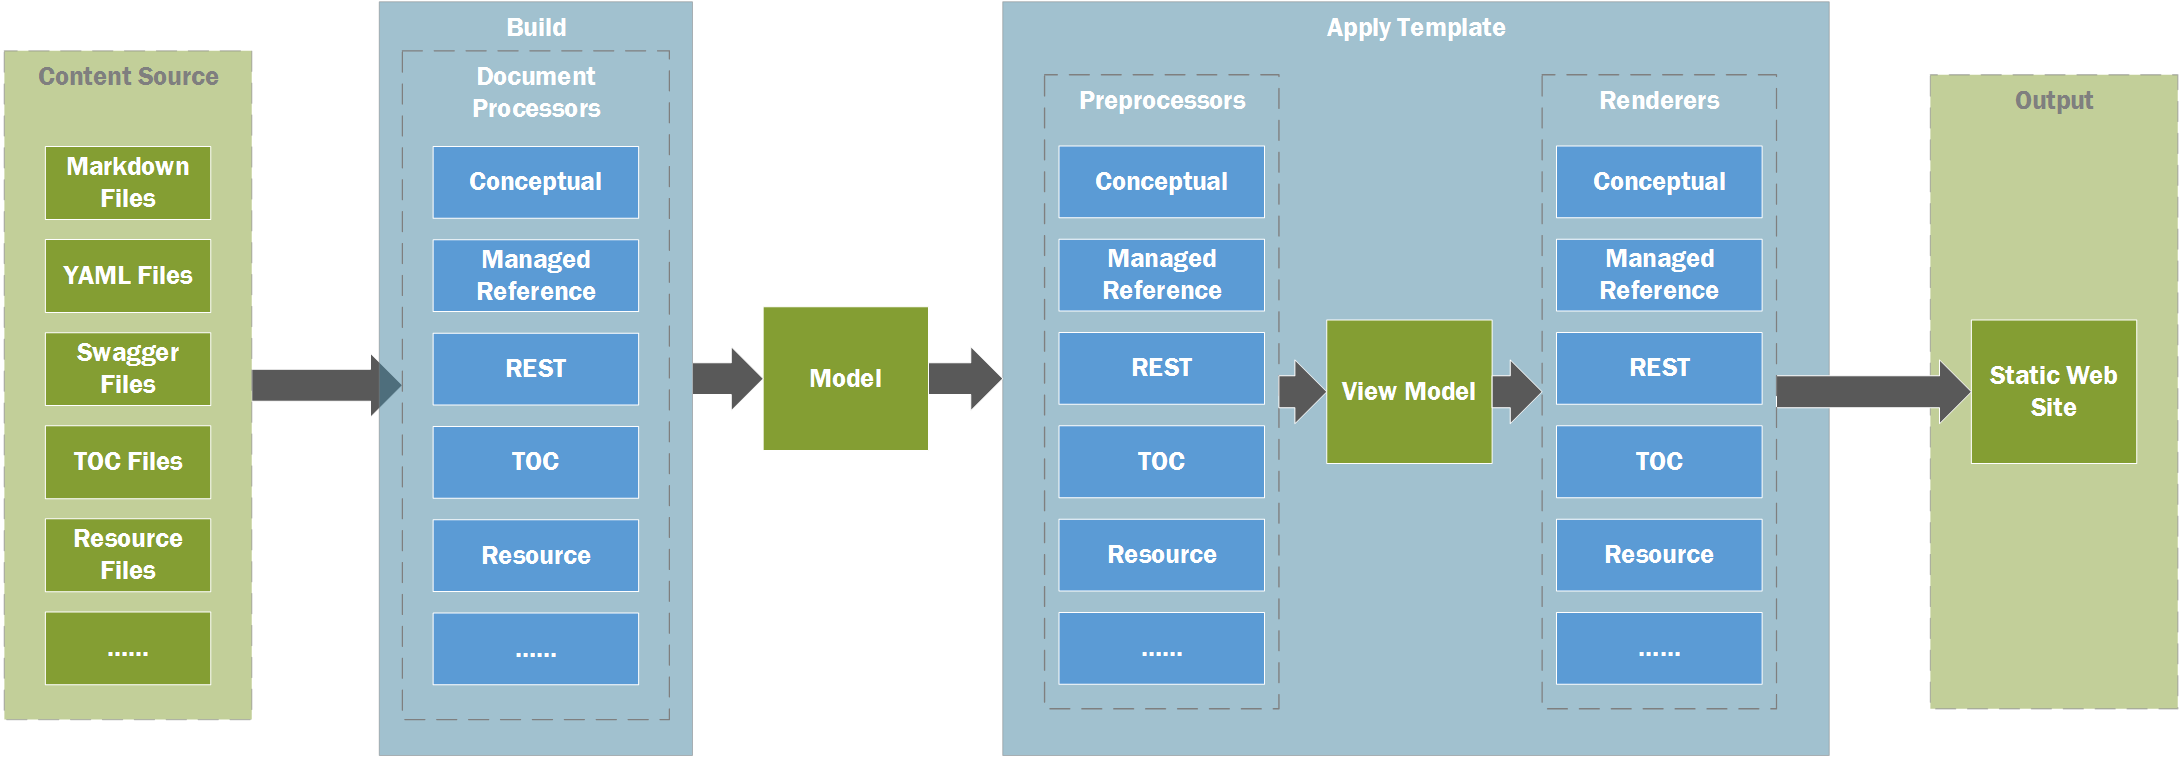 Content Source
Markdown
Files
YAML Files
Swagger
Files
TOC Files
Resource
Files
......
Build
Document
Processors
Conceptual
Managed
Reference
REST
TOC
Resource
......
Model
Apply Template
Preprocessors
Conceptual
Managed
Reference
REST
TOC
Resource
......
View Model
Renderers
Conceptual
Managed
Reference
REST
TOC
Resource
......
Output
Static Web
Site